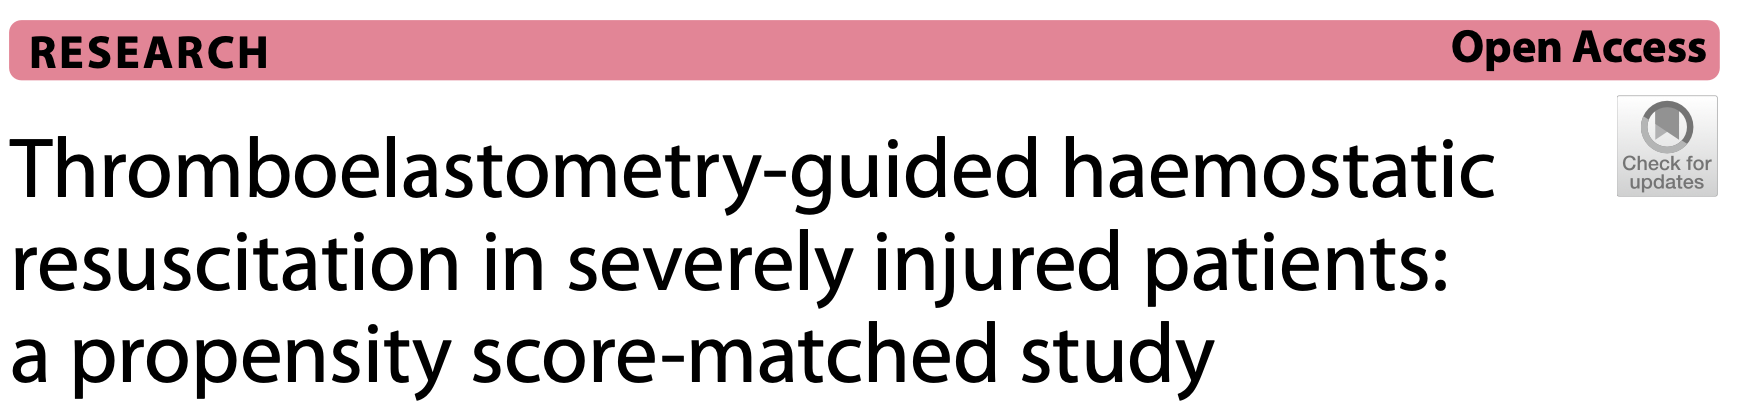 RESEARCH
Open Access
Check for
updates
Thromboelastometry-guided haemostatic
resuscitation in severely injured patients:
a propensity score-matched study